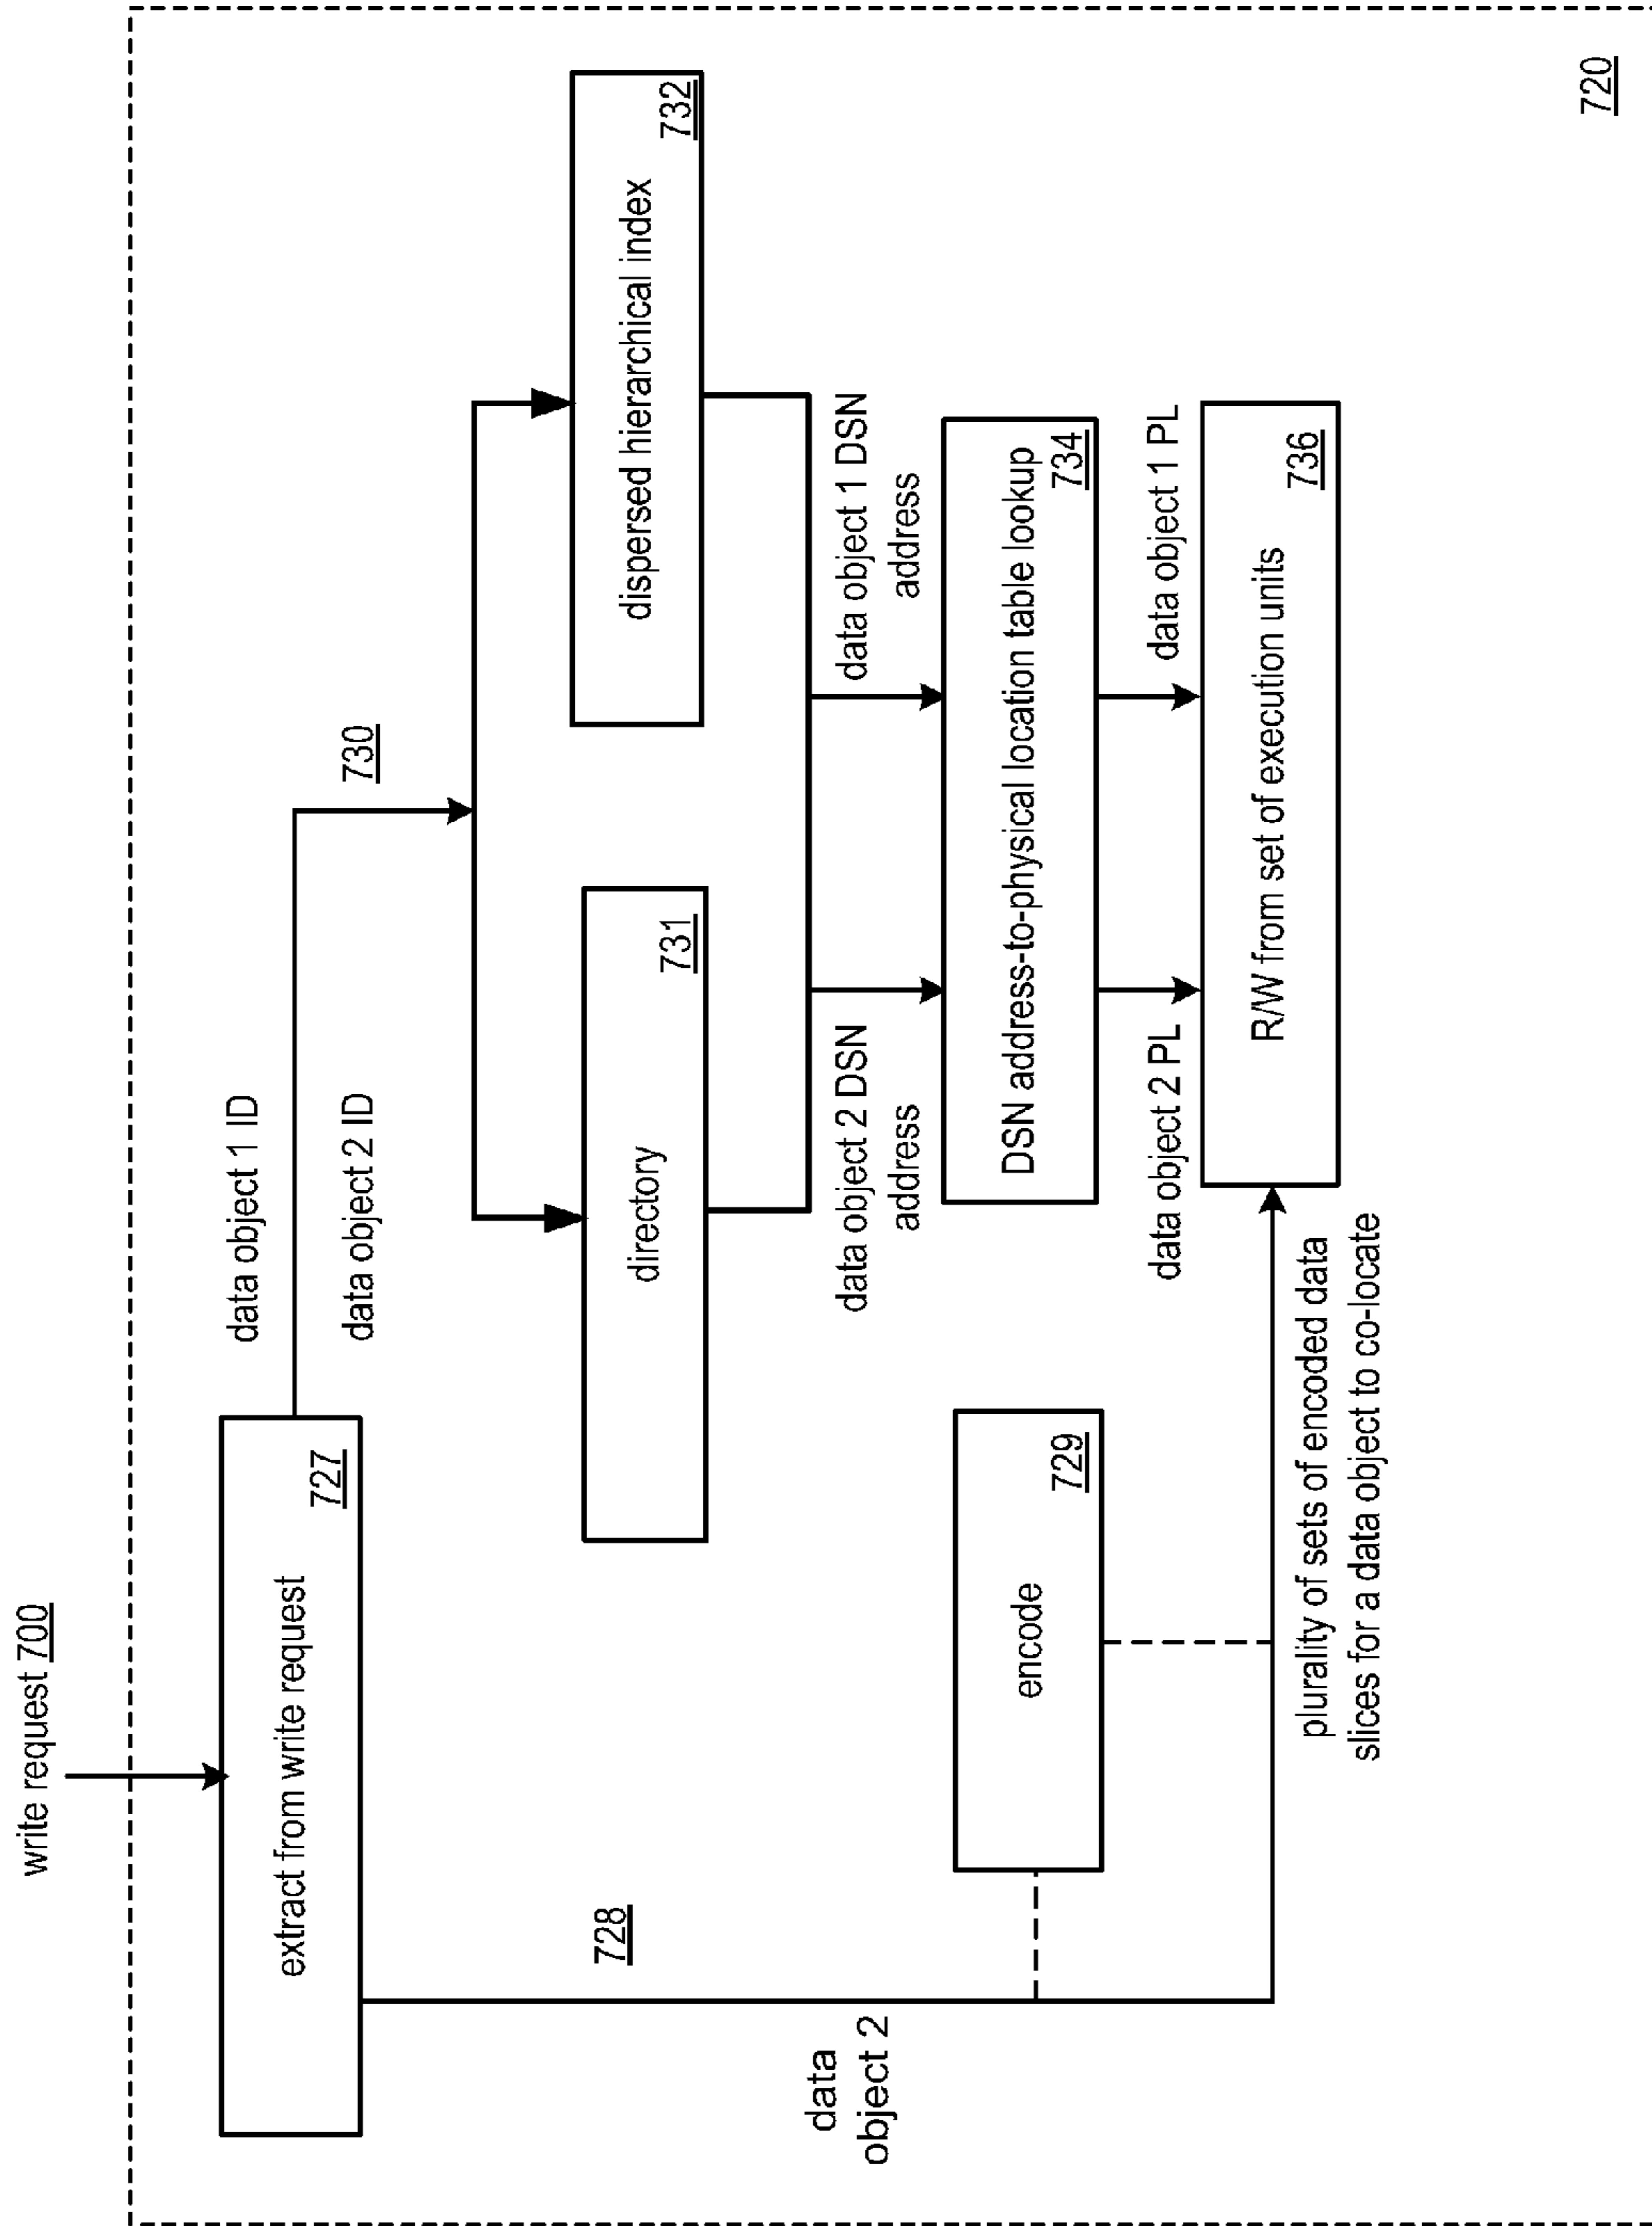 write request 700
extract from write request
727
data object 1 ID
data object 2 ID
730
728
directory
731
dispersed hierarchical index
732
data
object 2
data object 2 DSN
address
data object 1 DSN
address
encode
729
DSN address-to-physical location table lookup
734
data object 2 PL
data object 1 PL
R/W from set of execution units
736
plurality of sets of encoded data
slices for a data object to co-locate
720